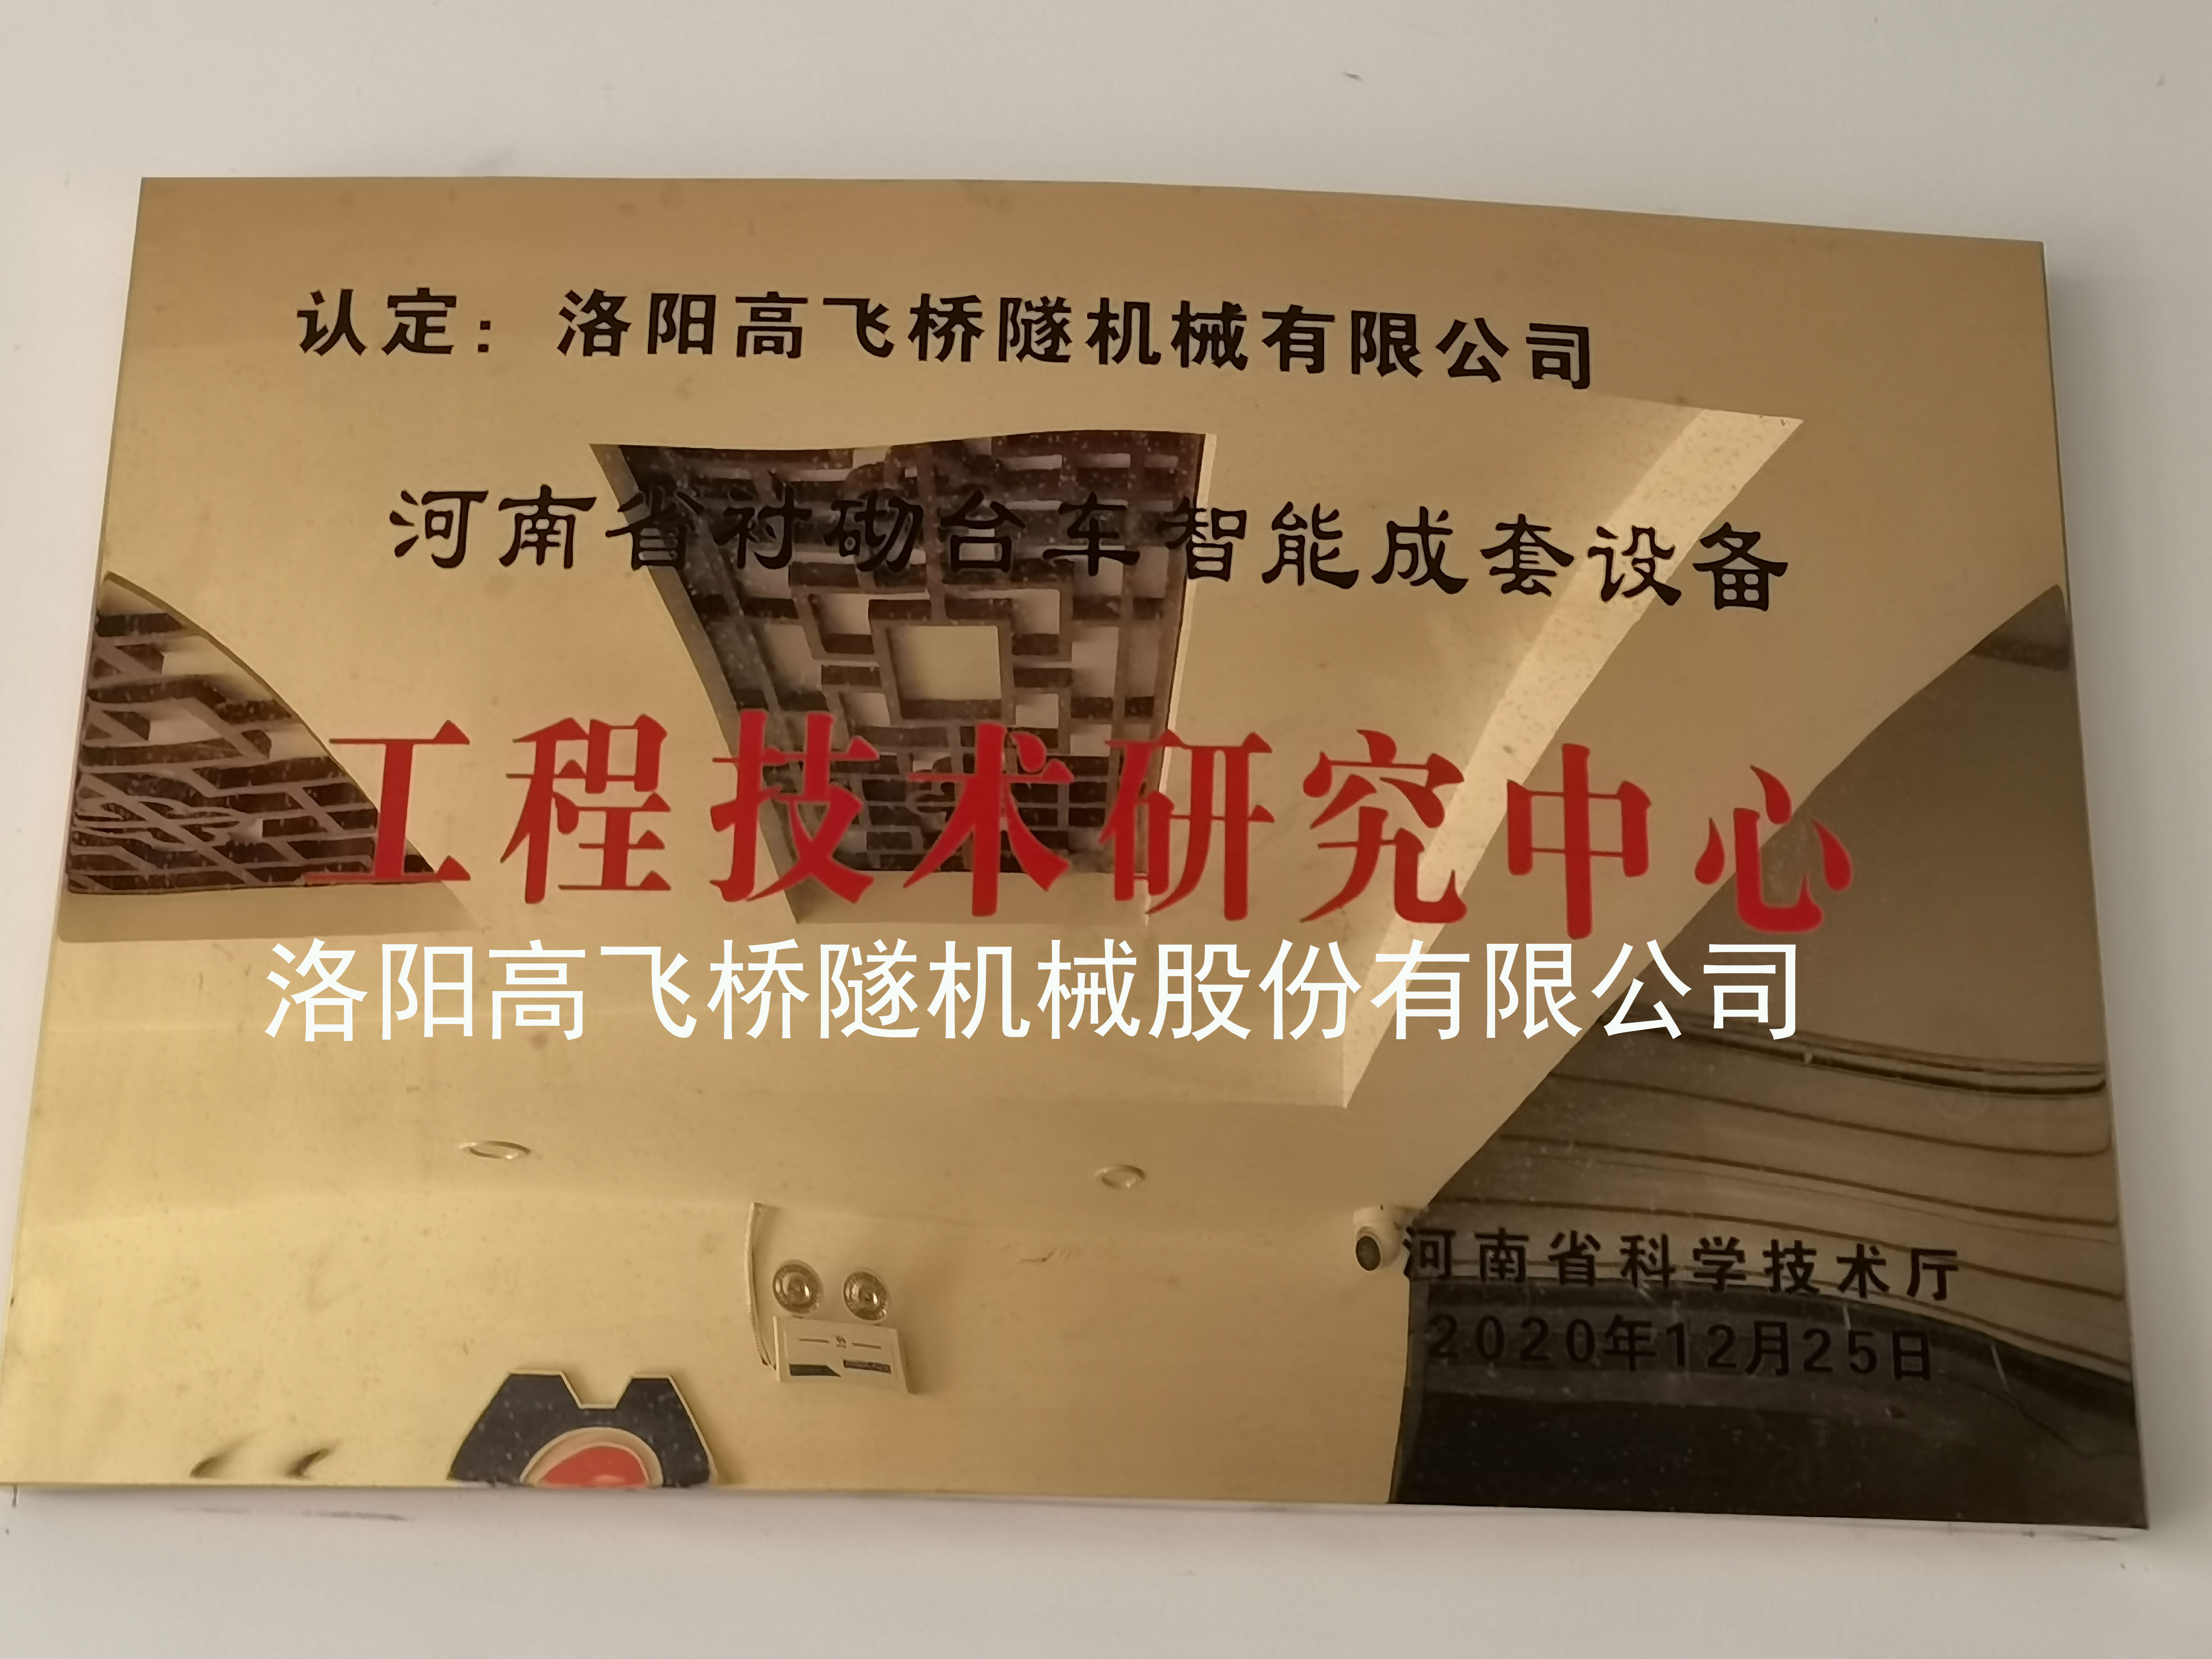 认定：洛阳高飞桥隧机械有限公司
河南省衬砌台车智能成套设备
工程技术研究中心
洛阳高飞桥隧机械股份有限公司
河南省科学技术厅
2020年12月25日